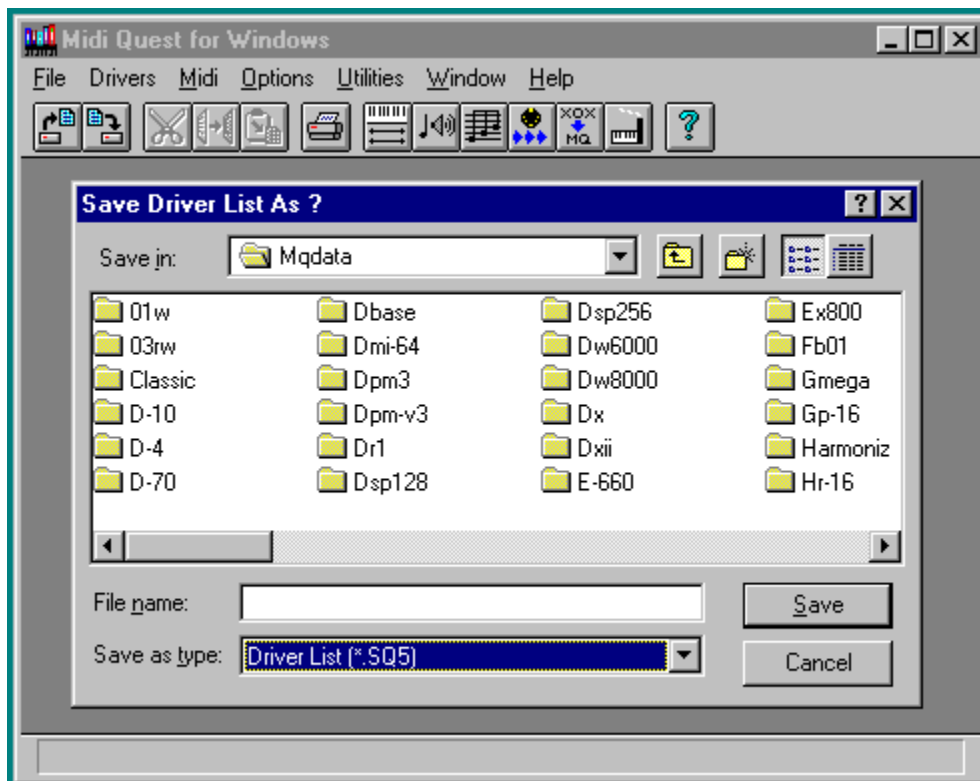 Midi Quest for Windows
File Drivers Midi Options Utilities Window Help
XOX
MQ
?
Save Driver List As ?
Save in: Mqdata
01w Dbase Dsp256 Ex800
03rw Dmi-64 Dw6000 Fb01
Classic Dpm3 Dw8000 Gmega
D-10 Dpm-v3 Dx Gp-16
D-4 Dr1 Dxii Harmoniz
D-70 Dsp128 E-660 Hr-16
File name: Save
Save as type: Driver List (*.SQ5) Cancel